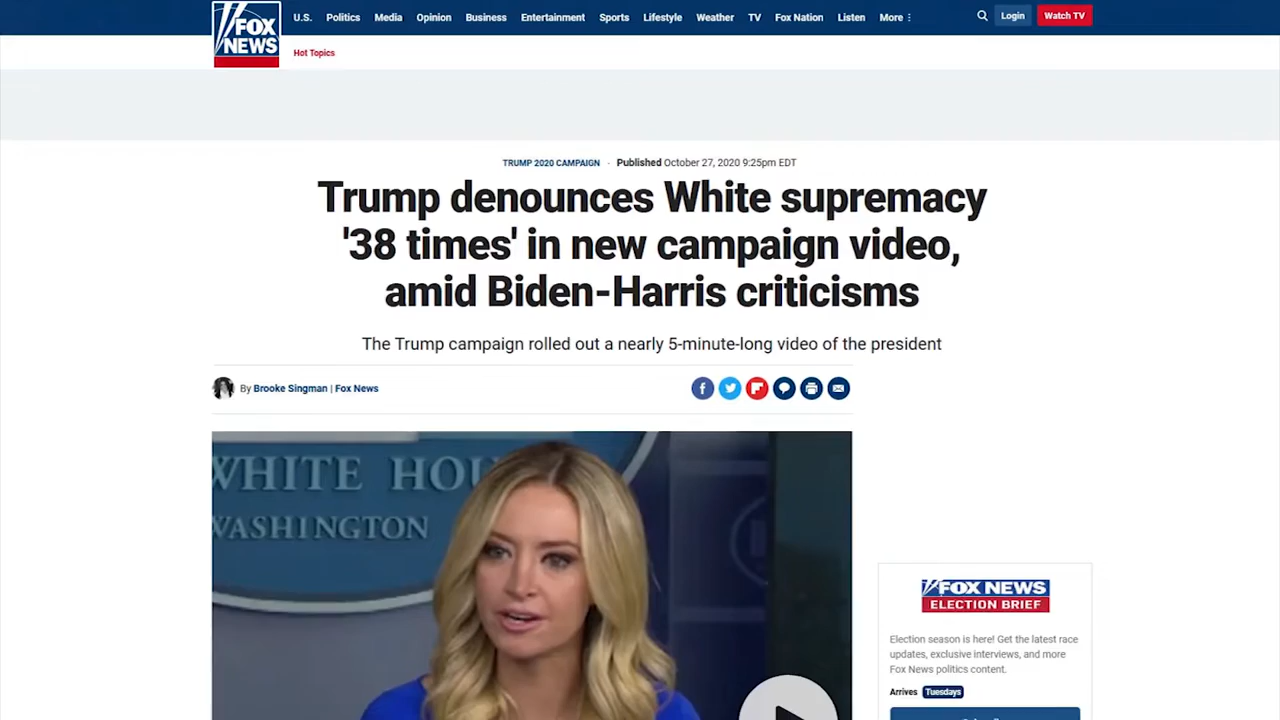 FOX
NEWS
U.S. Politics Media Opinion Business Entertainment Sports Lifestyle Weather TV Fox Nation Listen More
Login
Watch TV
Hot Topics
TRUMP 2020 CAMPAIGN · Published October 27, 2020 9:25pm EDT
Trump denounces White supremacy
'38 times' in new campaign video,
amid Biden-Harris criticisms
The Trump campaign rolled out a nearly 5-minute-long video of the president
By Brooke Singman | Fox News
WHITE HOU
WASHINGTON
FOX NEWS
ELECTION BRIEF
Election season is here! Get the latest race
updates, exclusive interviews, and more
Fox News politics content.
Arrives Tuesdays